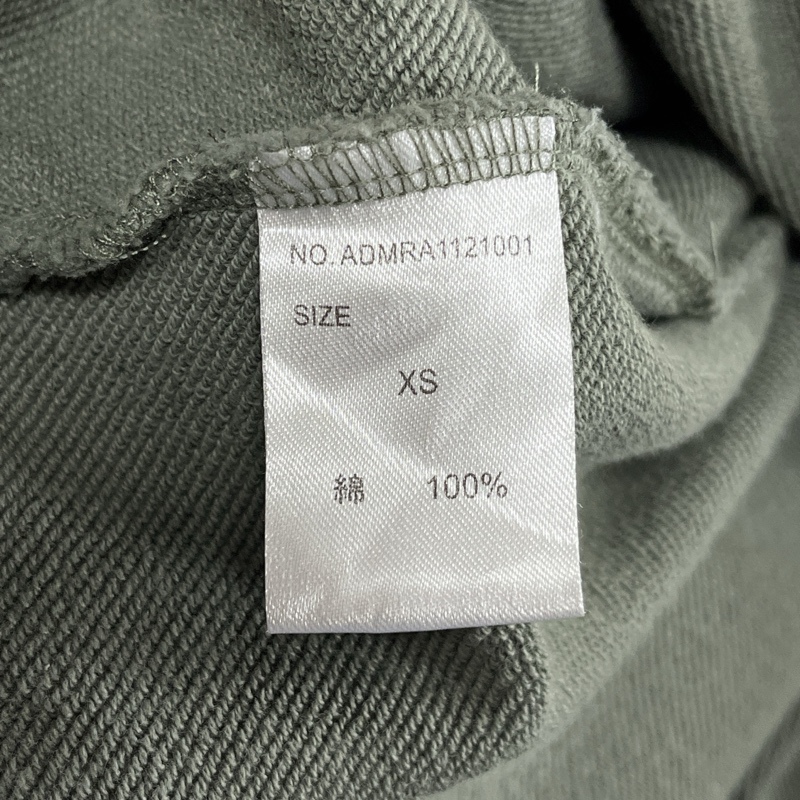 NO. ADMRA1121001
SIZE
XS
綿 100%